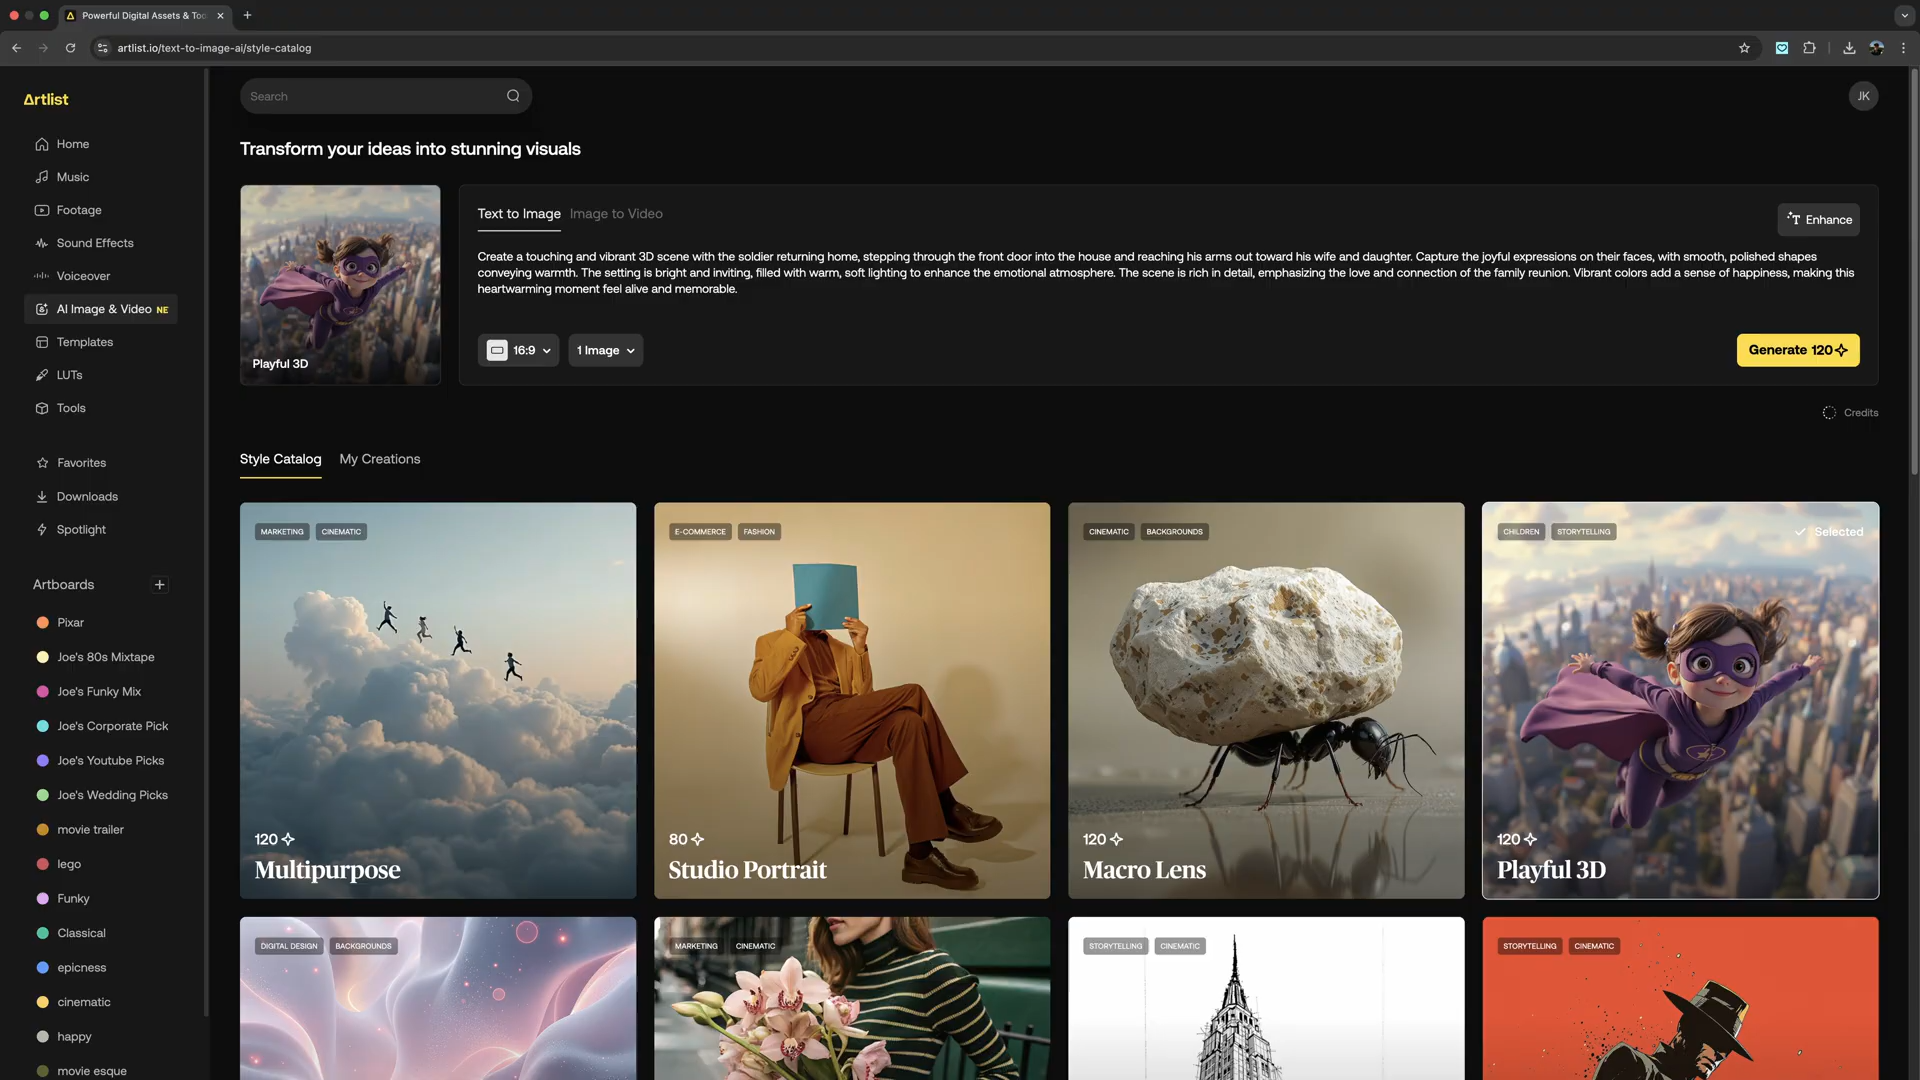 Powerful Digital Assets & Too
artlist.io/text-to-image-ai/style-catalog
Artlist
Search
JK
Home
Music
Footage
Sound Effects
Voiceover
AI Image & Video NE
Templates
LUTs
Tools
Favorites
Downloads
Spotlight
Artboards
Pixar
Joe's 80s Mixtape
Joe's Funky Mix
Joe's Corporate Pick
Joe's Youtube Picks
Joe's Wedding Picks
movie trailer
lego
Funky
Classical
epicness
cinematic
happy
movie esque
Transform your ideas into stunning visuals
Playful 3D
Text to Image Image to Video
Enhance
Create a touching and vibrant 3D scene with the soldier returning home, stepping through the front door into the house and reaching his arms out toward his wife and daughter. Capture the joyful expressions on their faces, with smooth, polished shapes
conveying warmth. The setting is bright and inviting, filled with warm, soft lighting to enhance the emotional atmosphere. The scene is rich in detail, emphasizing the love and connection of the family reunion. Vibrant colors add a sense of happiness, making this
heartwarming moment feel alive and memorable.
16:9 1 Image
Generate 120
Credits
Style Catalog My Creations
MARKETING CINEMATIC
120
Multipurpose
E-COMMERCE FASHION
80
Studio Portrait
CINEMATIC BACKGROUNDS
120
Macro Lens
CHILDREN STORYTELLING
Selected
120
Playful 3D
DIGITAL DESIGN BACKGROUNDS
MARKETING CINEMATIC
STORYTELLING CINEMATIC
STORYTELLING CINEMATIC